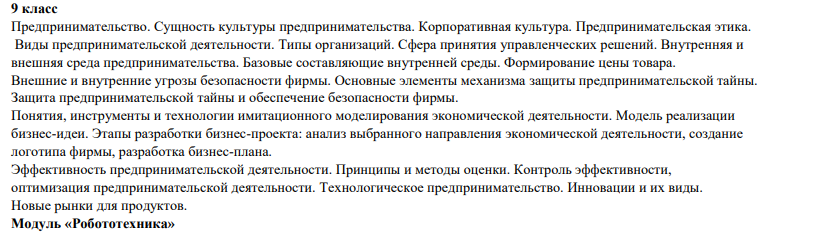 9 класс
Предпринимательство. Сущность культуры предпринимательства. Корпоративная культура. Предпринимательская этика.
Виды предпринимательской деятельности. Типы организаций. Сфера принятия управленческих решений. Внутренняя и
внешняя среда предпринимательства. Базовые составляющие внутренней среды. Формирование цены товара.
Внешние и внутренние угрозы безопасности фирмы. Основные элементы механизма защиты предпринимательской тайны.
Защита предпринимательской тайны и обеспечение безопасности фирмы.
Понятия, инструменты и технологии имитационного моделирования экономической деятельности. Модель реализации
бизнес-идеи. Этапы разработки бизнес-проекта: анализ выбранного направления экономической деятельности, создание
логотипа фирмы, разработка бизнес-плана.
Эффективность предпринимательской деятельности. Принципы и методы оценки. Контроль эффективности,
оптимизация предпринимательской деятельности. Технологическое предпринимательство. Инновации и их виды.
Новые рынки для продуктов.
Модуль «Робототехника»